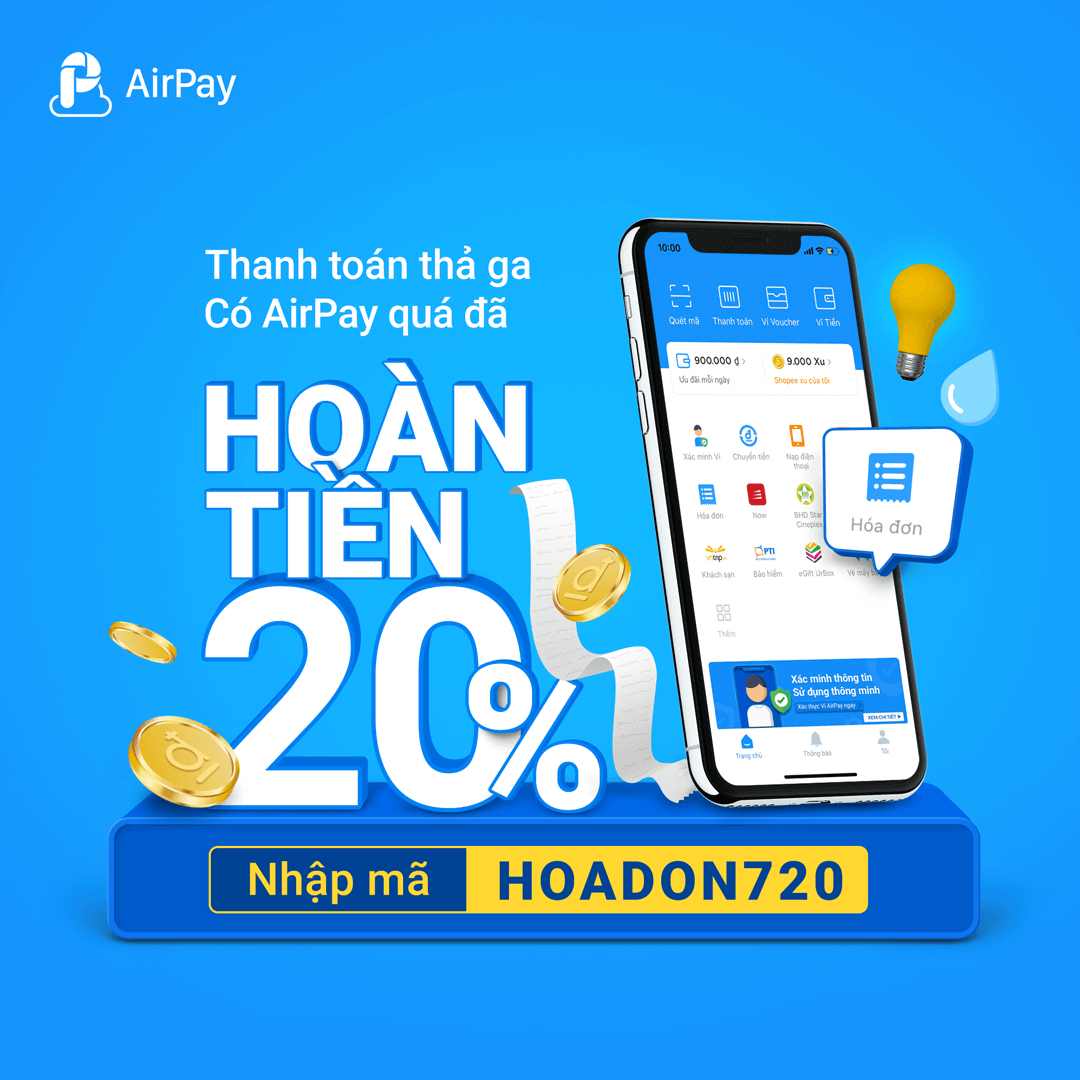 AirPay
Thanh toán thả ga
Có AirPay quá đã
HOÀN
TIỀN
20%
Nhập mã HOADON720
10:00
Quét mã Thanh toán Ví Voucher Ví Tiền
900.000 ₫ 9.000 Xu
Ưu đãi mỗi ngày Shopee xu của tôi
Xác minh Ví Chuyển tiền Nạp điện
thoại
Hóa đơn Now BHD Star
Cineplex
Hóa đơn
vntrip PTI
Khách sạn Bảo hiểm eGift UrBox Vé máy
Thêm
Xác minh thông tin
Sử dụng thông minh
Xác thực Ví AirPay ngay
XEM CHI TIẾT
Trang chủ Thông báo Tôi